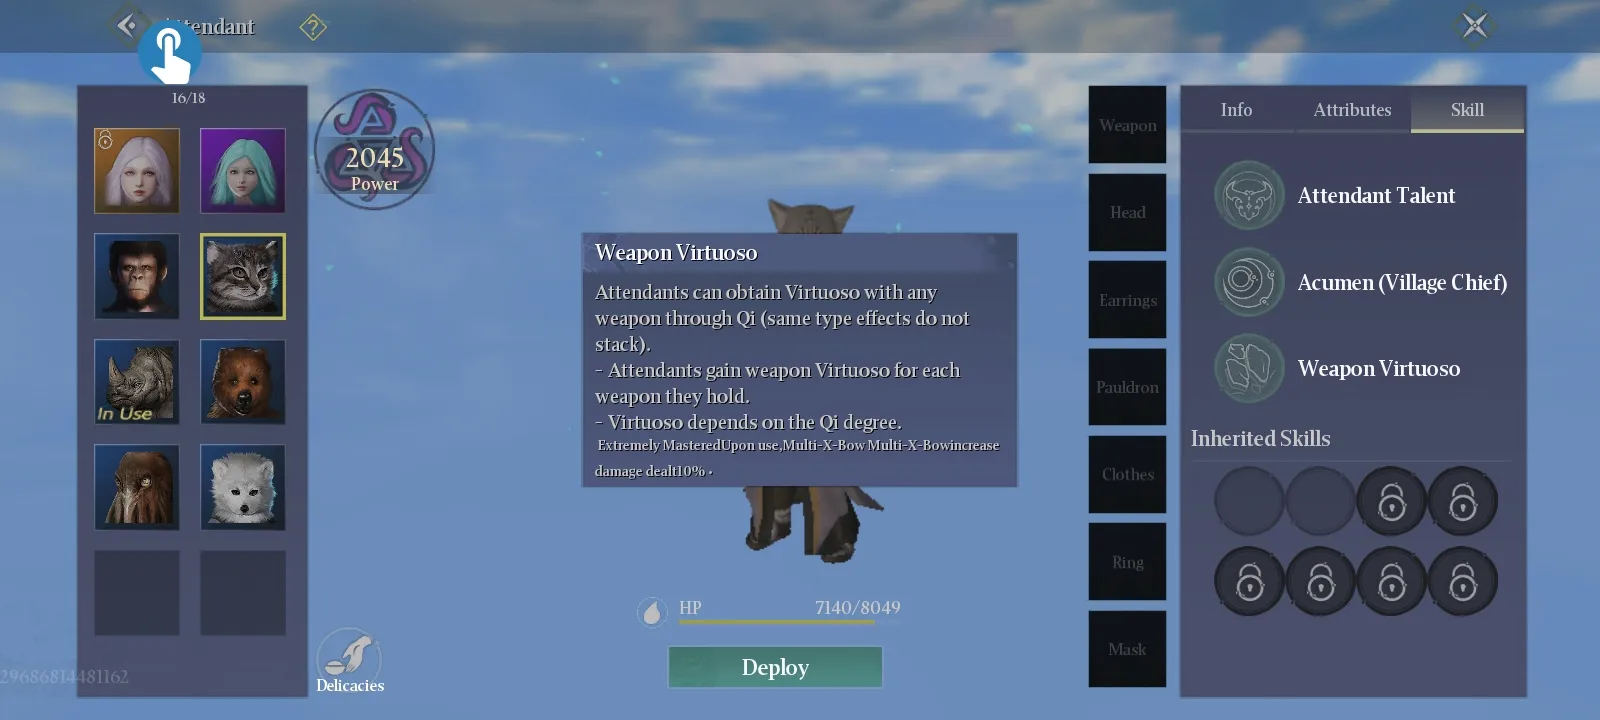 Attendant
?
16/18
2045
Power
In Use
29686814481162
Delicacies
Weapon Virtuoso
Attendants can obtain Virtuoso with any
weapon through Qi (same type effects do not
stack).
- Attendants gain weapon Virtuoso for each
weapon they hold.
- Virtuoso depends on the Qi degree.
Extremely MasteredUpon use,Multi-X-Bow Multi-X-Bowincrease
damage dealt10% .
HP 7140/8049
Deploy
Weapon
Head
Earrings
Pauldron
Clothes
Ring
Mask
Info Attributes Skill
Attendant Talent
Acumen (Village Chief)
Weapon Virtuoso
Inherited Skills